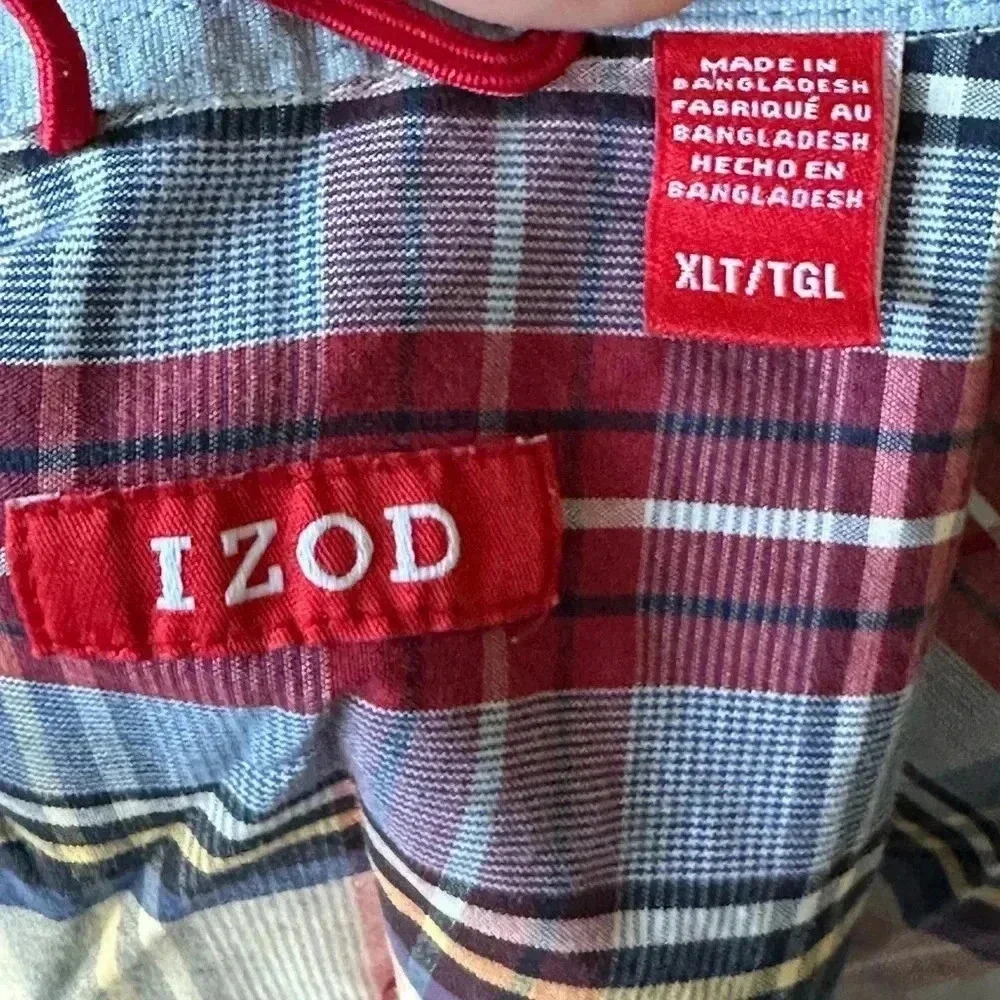 MADE IN
BANGLADESH
FABRIQUÉ AU
BANGLADESH
HECHO EN
BANGLADESH
XLT/TGL
IZOD